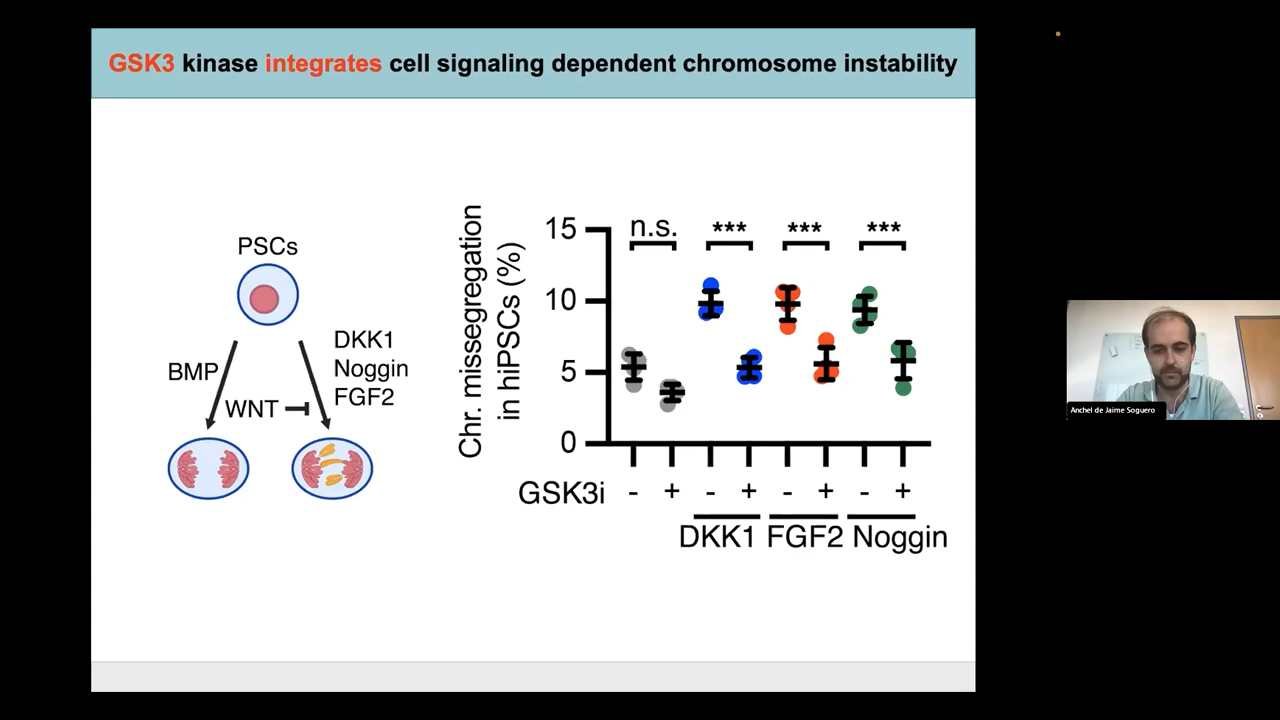 GSK3 kinase integrates cell signaling dependent chromosome instability
PSCs
BMP
DKK1
Noggin
FGF2
WNT
Chr. missegregation
in hiPSCs (%)
15
10
5
0
n.s.
***
***
***
GSK3i
- + - + - + - +
DKK1 FGF2 Noggin
Anchel de Jaime Soguero